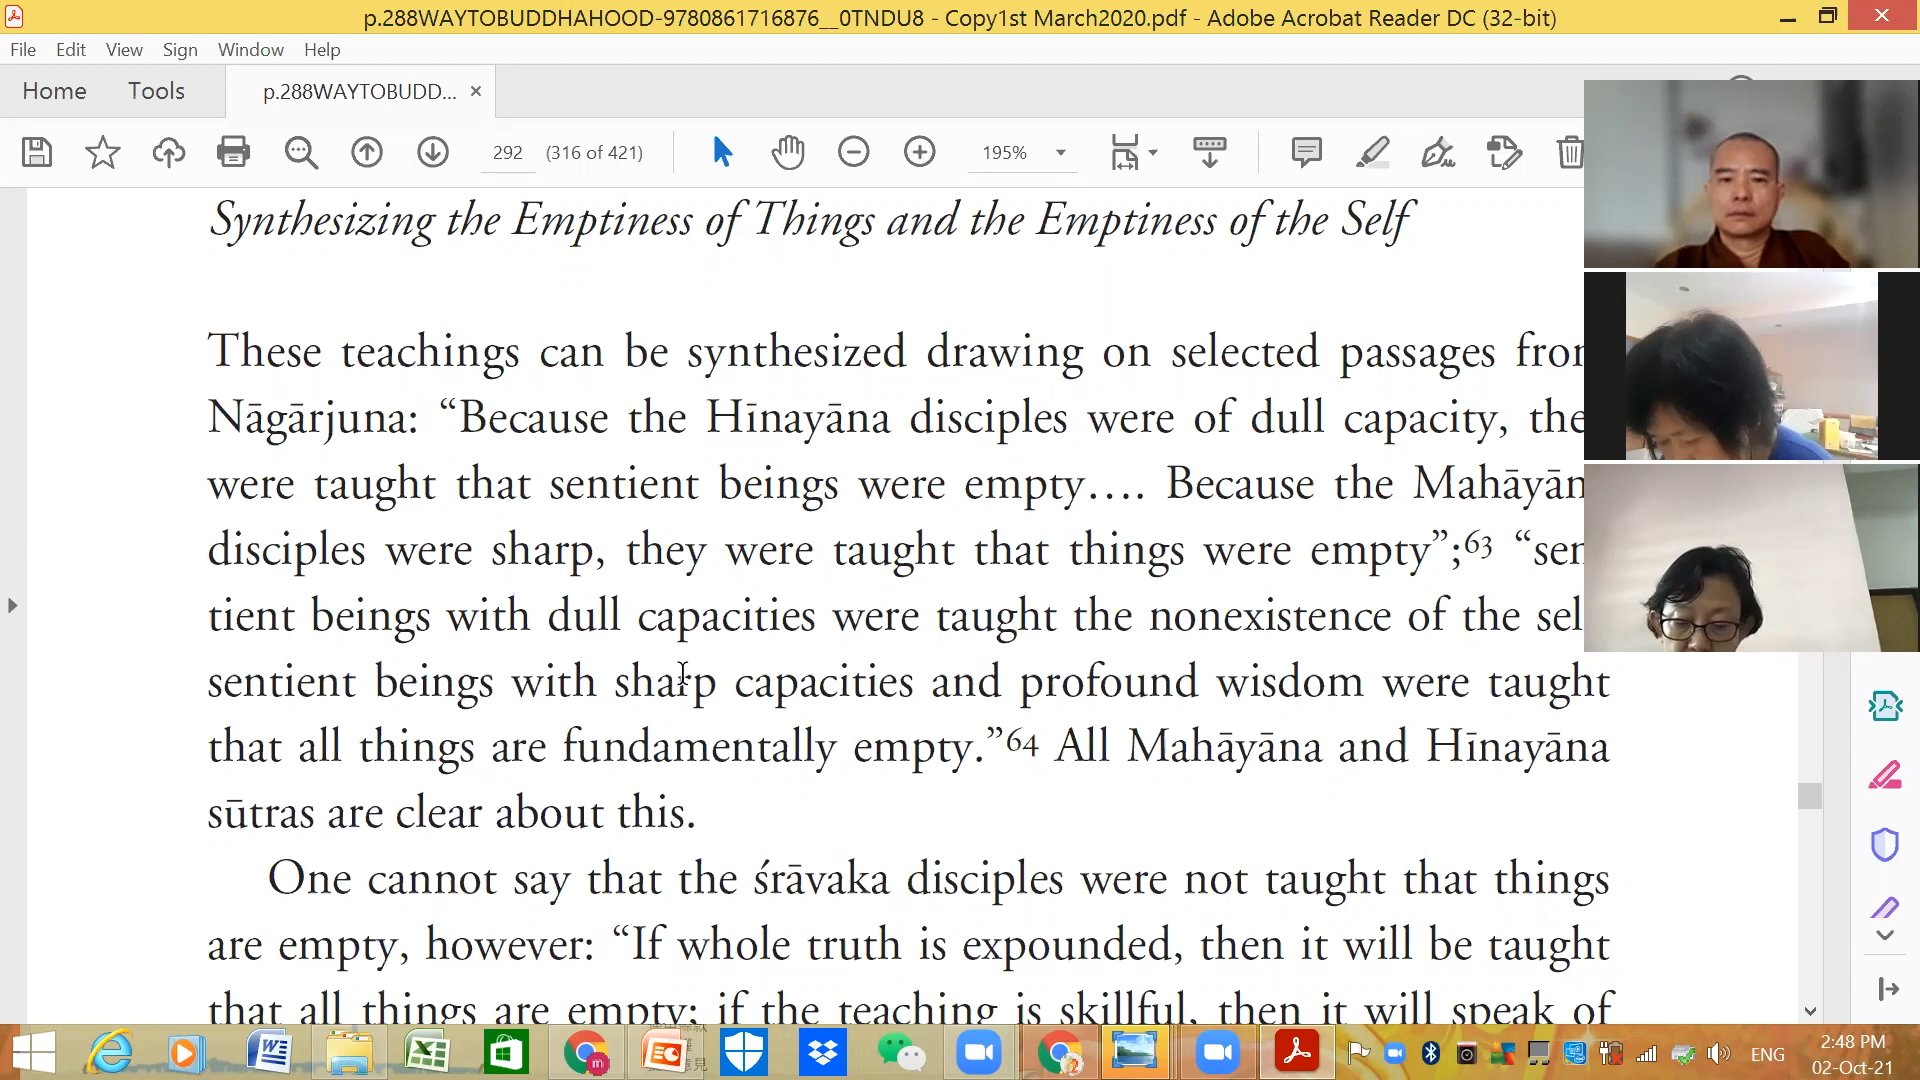 p.288WAYTOBUDDHAHOOD-9780861716876__0TNDU8 - Copy1st March2020.pdf - Adobe Acrobat Reader DC (32-bit)
File Edit View Sign Window Help
Home Tools p.288WAYTOBUDD... ×
292 (316 of 421) 195%
Synthesizing the Emptiness of Things and the Emptiness of the Self
These teachings can be synthesized drawing on selected passages from
Nāgārjuna: “Because the Hīnayāna disciples were of dull capacity, the
were taught that sentient beings were empty…. Because the Mahāyān
disciples were sharp, they were taught that things were empty”;63 “sen
tient beings with dull capacities were taught the nonexistence of the sel
sentient beings with sharp capacities and profound wisdom were taught
that all things are fundamentally empty.”64 All Mahāyāna and Hīnayāna
sūtras are clear about this.
One cannot say that the śrāvaka disciples were not taught that things
are empty, however: “If whole truth is expounded, then it will be taught
that all things are empty; if the teaching is skillful, then it will speak of
ENG
2:48 PM
02-Oct-21